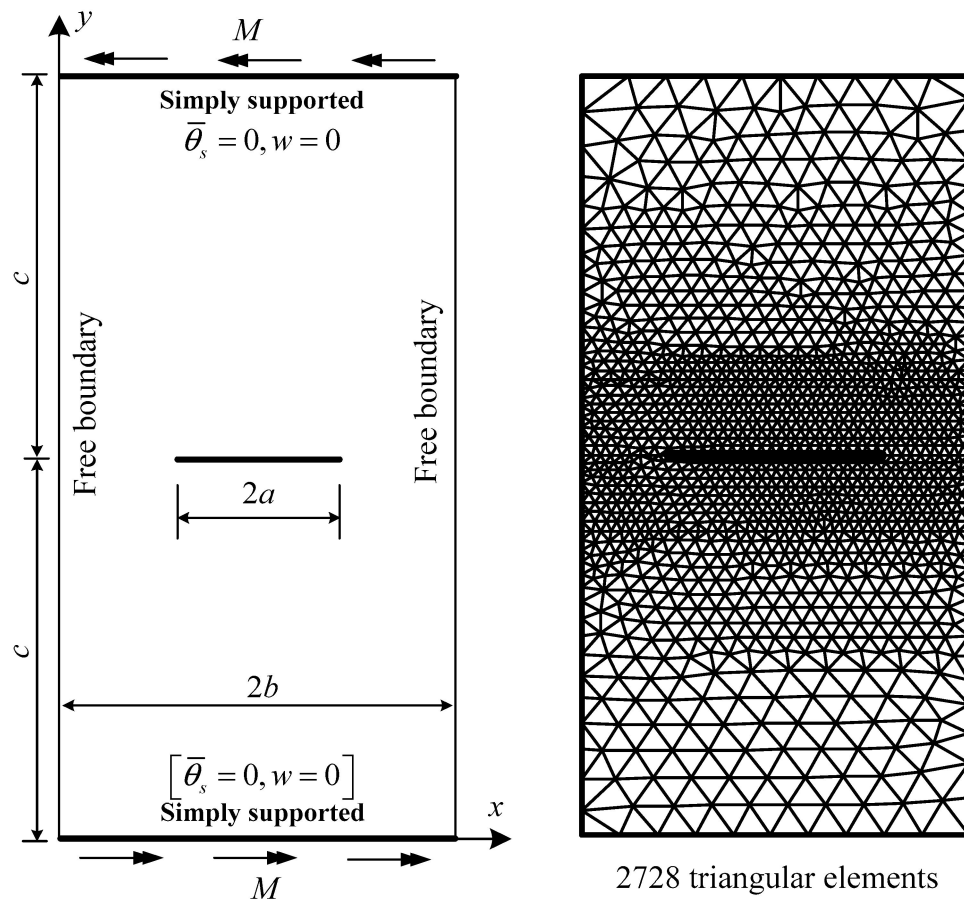 y
M
Simply supported
θ̄ₛ = 0, w = 0
c
Free boundary
Free boundary
2a
c
2b
[θ̄ₛ = 0, w = 0]
Simply supported
x
M
2728 triangular elements